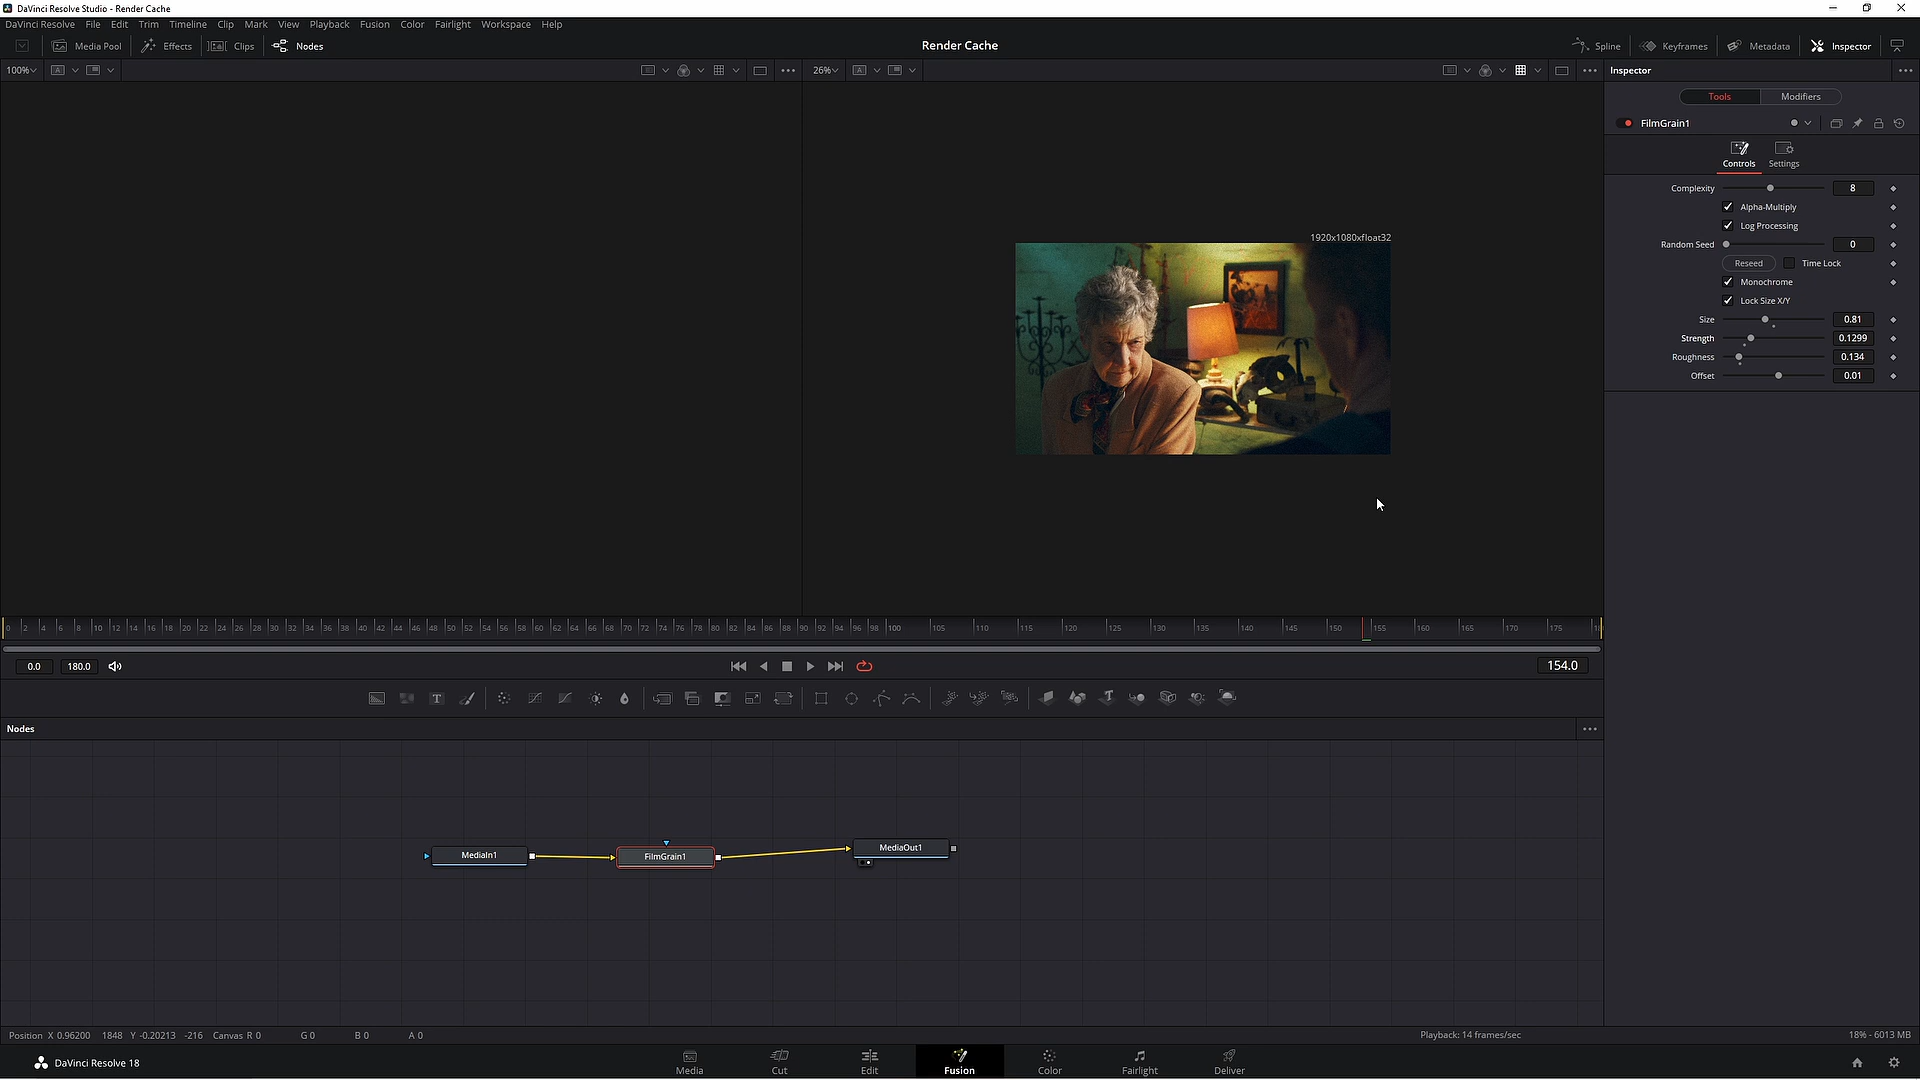 DaVinci Resolve Studio - Render Cache
DaVinci Resolve File Edit Trim Timeline Clip Mark View Playback Fusion Color Fairlight Workspace Help
Media Pool Effects Clips Nodes Render Cache Spline Keyframes Metadata Inspector
100% 26% Inspector
Tools Modifiers
FilmGrain1
Controls Settings
Complexity 8
Alpha-Multiply
Log Processing
Random Seed 0
Reseed Time Lock
Monochrome
Lock Size X/Y
Size 0.81
Strength 0.1299
Roughness 0.134
Offset 0.01
1920x1080xfloat32
0 2 4 6 8 10 12 14 16 18 20 22 24 26 28 30 32 34 36 38 40 42 44 46 48 50 52 54 56 58 60 62 64 66 68 70 72 74 76 78 80 82 84 86 88 90 92 94 96 98 100 105 110 115 120 125 130 135 140 145 150 155 160 165 170 175
0.0 180.0 154.0
Nodes
MediaIn1 FilmGrain1 MediaOut1
Position X 0.96200 1848 Y -0.20213 -216 Canvas R 0 G 0 B 0 A 0 Playback: 14 frames/sec 18% - 6013 MB
DaVinci Resolve 18 Media Cut Edit Fusion Color Fairlight Deliver